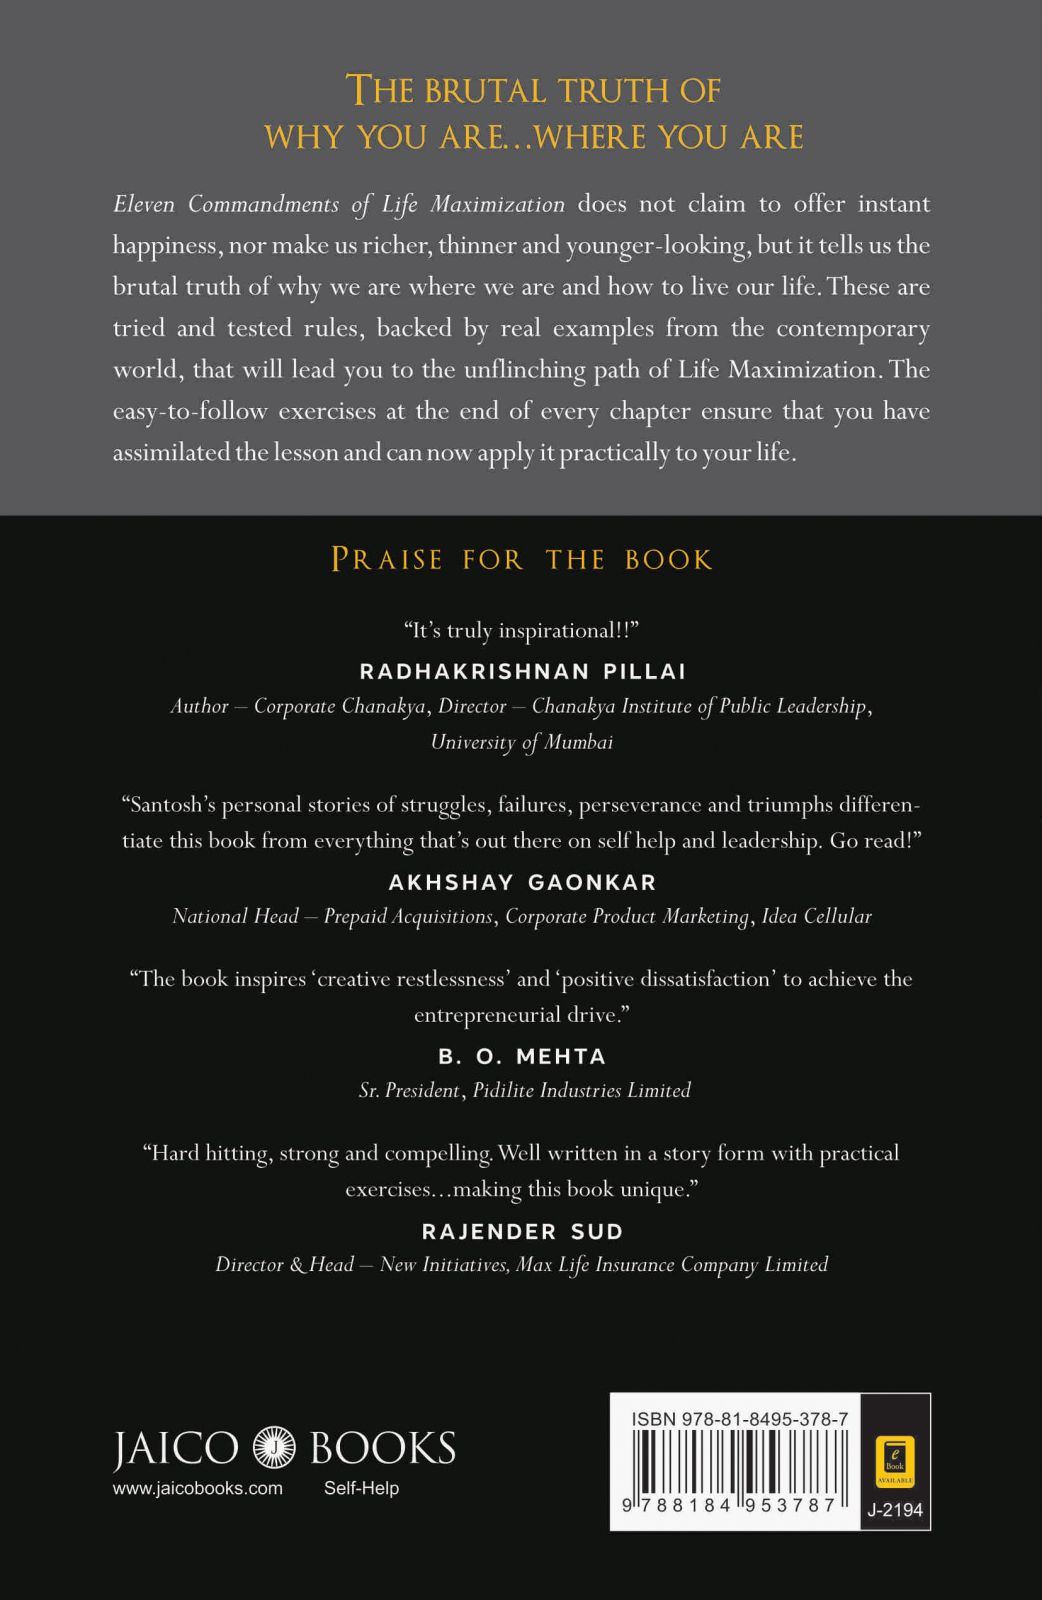 THE BRUTAL TRUTH OF
WHY YOU ARE...WHERE YOU ARE
Eleven Commandments of Life Maximization does not claim to offer instant
happiness, nor make us richer, thinner and younger-looking, but it tells us the
brutal truth of why we are where we are and how to live our life. These are
tried and tested rules, backed by real examples from the contemporary
world, that will lead you to the unflinching path of Life Maximization. The
easy-to-follow exercises at the end of every chapter ensure that you have
assimilated the lesson and can now apply it practically to your life.
PRAISE FOR THE BOOK
“It’s truly inspirational!!”
RADHAKRISHNAN PILLAI
Author – Corporate Chanakya, Director – Chanakya Institute of Public Leadership,
University of Mumbai
“Santosh’s personal stories of struggles, failures, perseverance and triumphs differen-
tiate this book from everything that’s out there on self help and leadership. Go read!”
AKHSHAY GAONKAR
National Head – Prepaid Acquisitions, Corporate Product Marketing, Idea Cellular
“The book inspires ‘creative restlessness’ and ‘positive dissatisfaction’ to achieve the
entrepreneurial drive.”
B. O. MEHTA
Sr. President, Pidilite Industries Limited
“Hard hitting, strong and compelling. Well written in a story form with practical
exercises...making this book unique.”
RAJENDER SUD
Director & Head – New Initiatives, Max Life Insurance Company Limited
JAICO J BOOKS
www.jaicobooks.com Self-Help
ISBN 978-81-8495-378-7
9 788184 953787
e
Book
AVAILABLE
J-2194